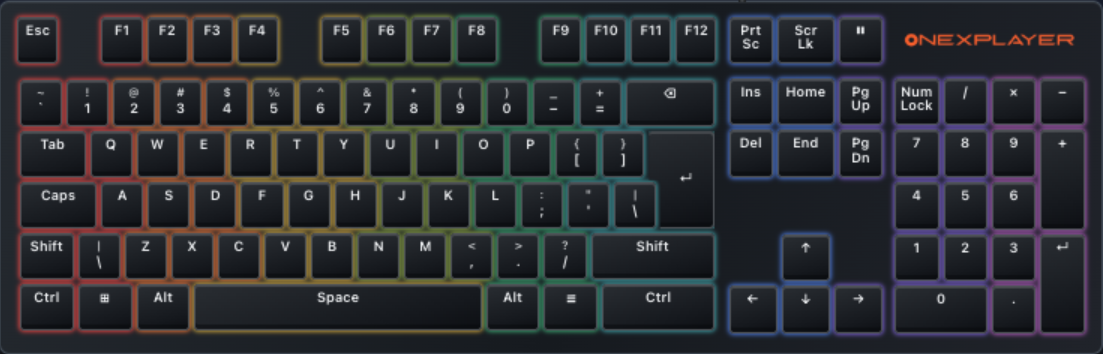 Esc F1 F2 F3 F4 F5 F6 F7 F8 F9 F10 F11 F12 Prt Sc Scr Lk ⏸ ONEXPLAYER
~ ` ! 1 @ 2 # 3 $ 4 % 5 ^ 6 & 7 * 8 ( 9 ) 0 _ - + = ⌫ Ins Home Pg Up Num Lock / × −
Tab Q W E R T Y U I O P { [ } ] ↵ Del End Pg Dn 7 8 9 +
Caps A S D F G H J K L : ; " ' | \ 4 5 6
Shift | \ Z X C V B N M < , > . ? / Shift ↑ 1 2 3 ↵
Ctrl ⊞ Alt Space Alt ≡ Ctrl ← ↓ → 0 .